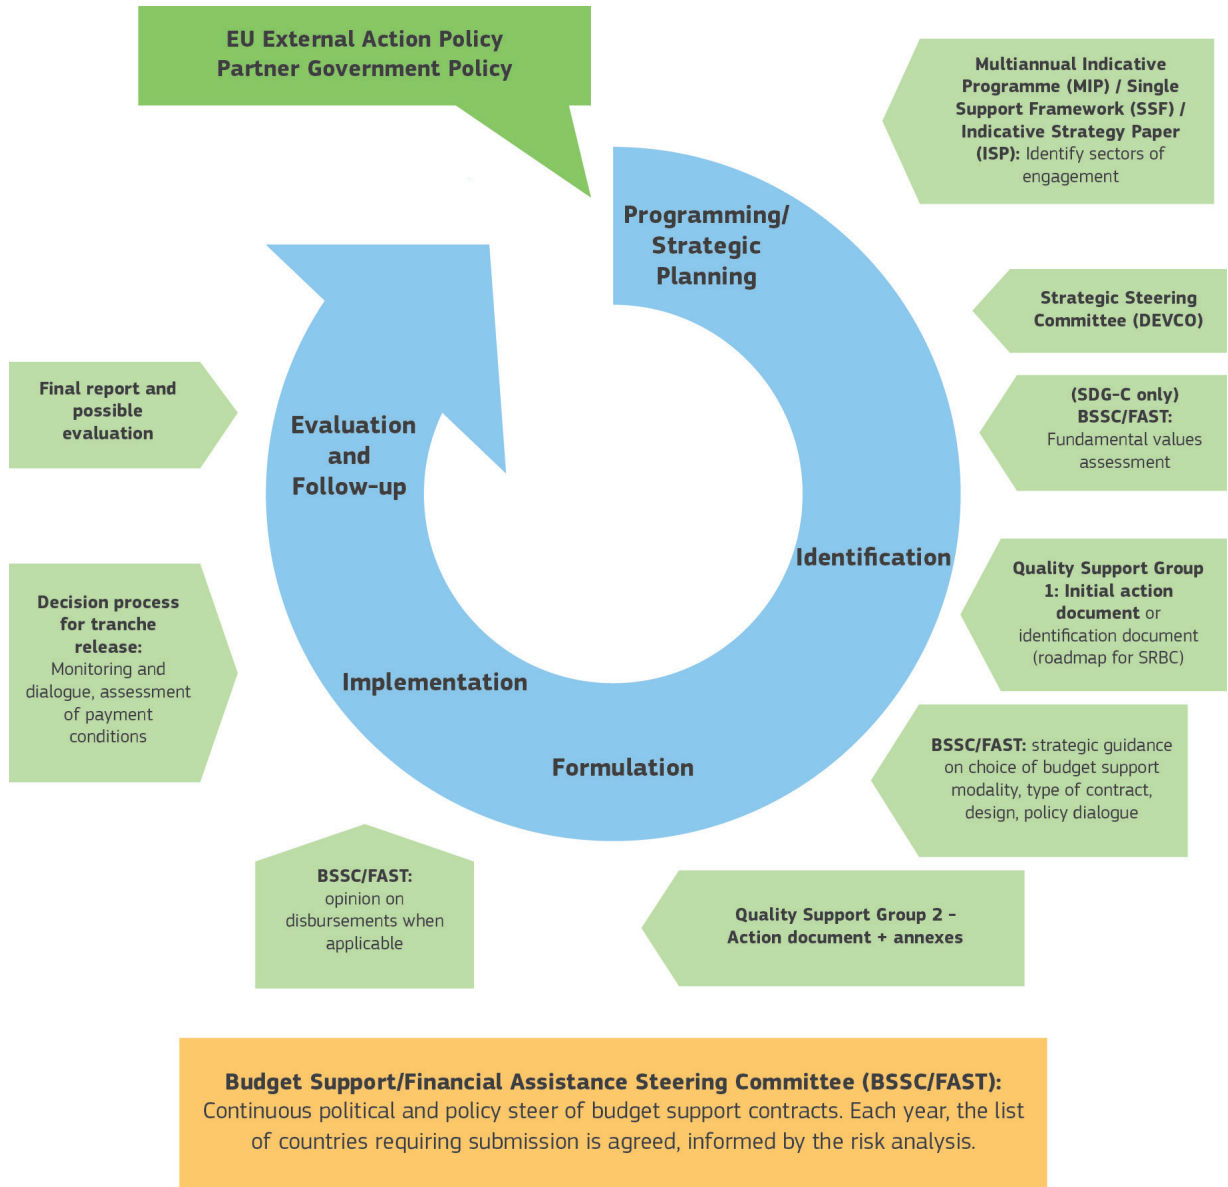 EU External Action Policy
Partner Government Policy
Multiannual Indicative
Programme (MIP) / Single
Support Framework (SSF) /
Indicative Strategy Paper
(ISP): Identify sectors of
engagement
Programming/
Strategic
Planning
Strategic Steering
Committee (DEVCO)
(SDG-C only)
BSSC/FAST:
Fundamental values
assessment
Identification
Quality Support Group
1: Initial action
document or
identification document
(roadmap for SRBC)
BSSC/FAST: strategic guidance
on choice of budget support
modality, type of contract,
design, policy dialogue
Formulation
Quality Support Group 2 -
Action document + annexes
Implementation
BSSC/FAST:
opinion on
disbursements when
applicable
Decision process
for tranche
release:
Monitoring and
dialogue, assessment
of payment
conditions
Evaluation
and
Follow-up
Final report and
possible
evaluation
Budget Support/Financial Assistance Steering Committee (BSSC/FAST):
Continuous political and policy steer of budget support contracts. Each year, the list
of countries requiring submission is agreed, informed by the risk analysis.